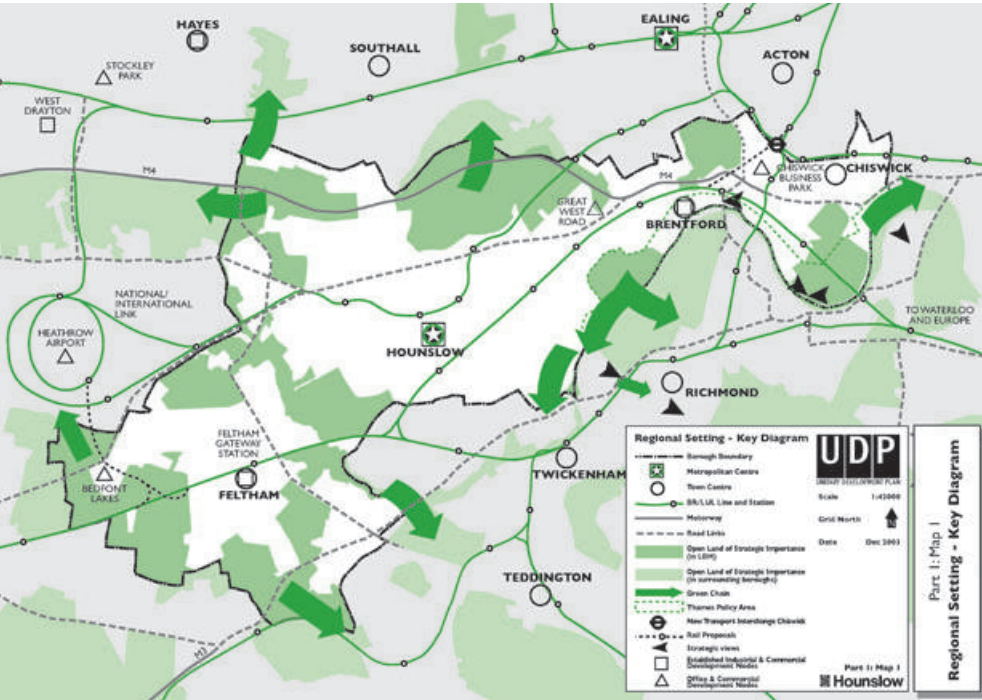 HAYES
SOUTHALL
EALING
ACTON
STOCKLEY
PARK
WEST
DRAYTON
M4
M4
CHISWICK
BUSINESS
PARK
CHISWICK
GREAT
WEST
ROAD
BRENTFORD
NATIONAL/
INTERNATIONAL
LINK
HEATHROW
AIRPORT
TO WATERLOO
AND EUROPE
HOUNSLOW
RICHMOND
FELTHAM
GATEWAY
STATION
BEDFONT
LAKES
FELTHAM
TWICKENHAM
TEDDINGTON
M3
Regional Setting - Key Diagram
Borough Boundary
Metropolitan Centre
Town Centre
BR/LUL Line and Station
Motorway
Road Links
Open Land of Strategic Importance
(in LBH)
Open Land of Strategic Importance
(in surrounding boroughs)
Green Chain
Thames Policy Area
New Transport Interchange Chiswick
Rail Proposals
Strategic views
Established Industrial & Commercial
Development Nodes
Office & Commercial
Development Nodes
UDP
UNITARY DEVELOPMENT PLAN
Scale 1:42000
Grid North
Date Dec 2003
Part 1: Map 1
Hounslow
Part 1: Map 1
Regional Setting - Key Diagram